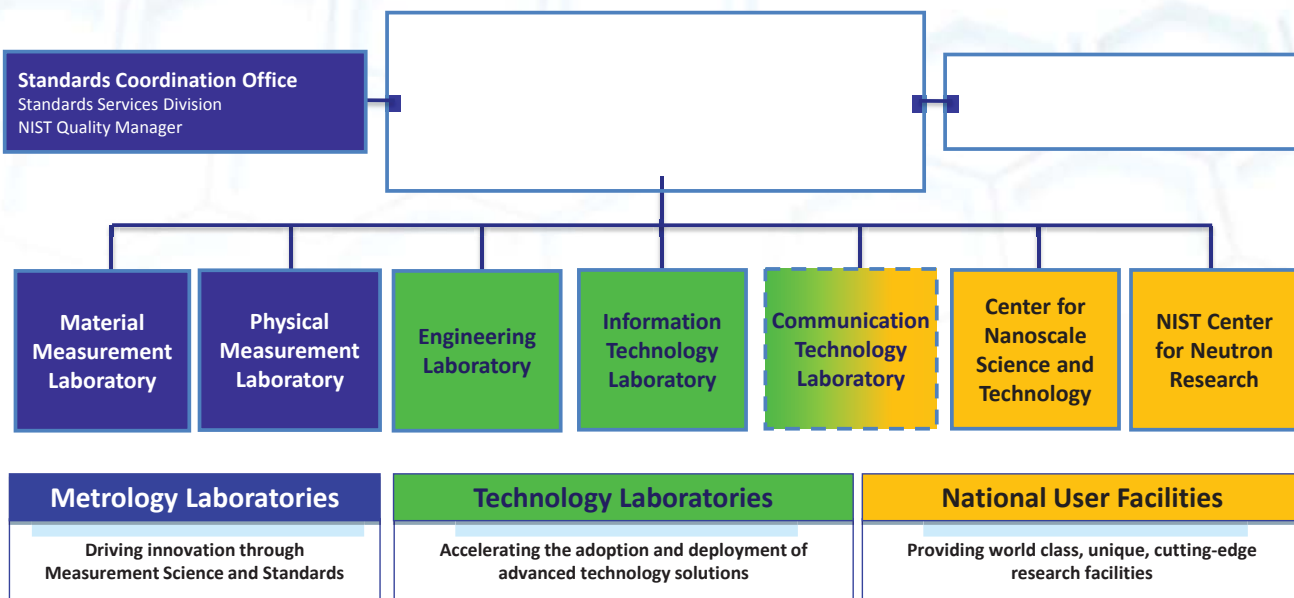 Standards Coordination Office
Standards Services Division
NIST Quality Manager
Material
Measurement
Laboratory
Physical
Measurement
Laboratory
Engineering
Laboratory
Information
Technology
Laboratory
Communication
Technology
Laboratory
Center for
Nanoscale
Science and
Technology
NIST Center
for Neutron
Research
Metrology Laboratories
Driving innovation through
Measurement Science and Standards
Technology Laboratories
Accelerating the adoption and deployment of
advanced technology solutions
National User Facilities
Providing world class, unique, cutting-edge
research facilities